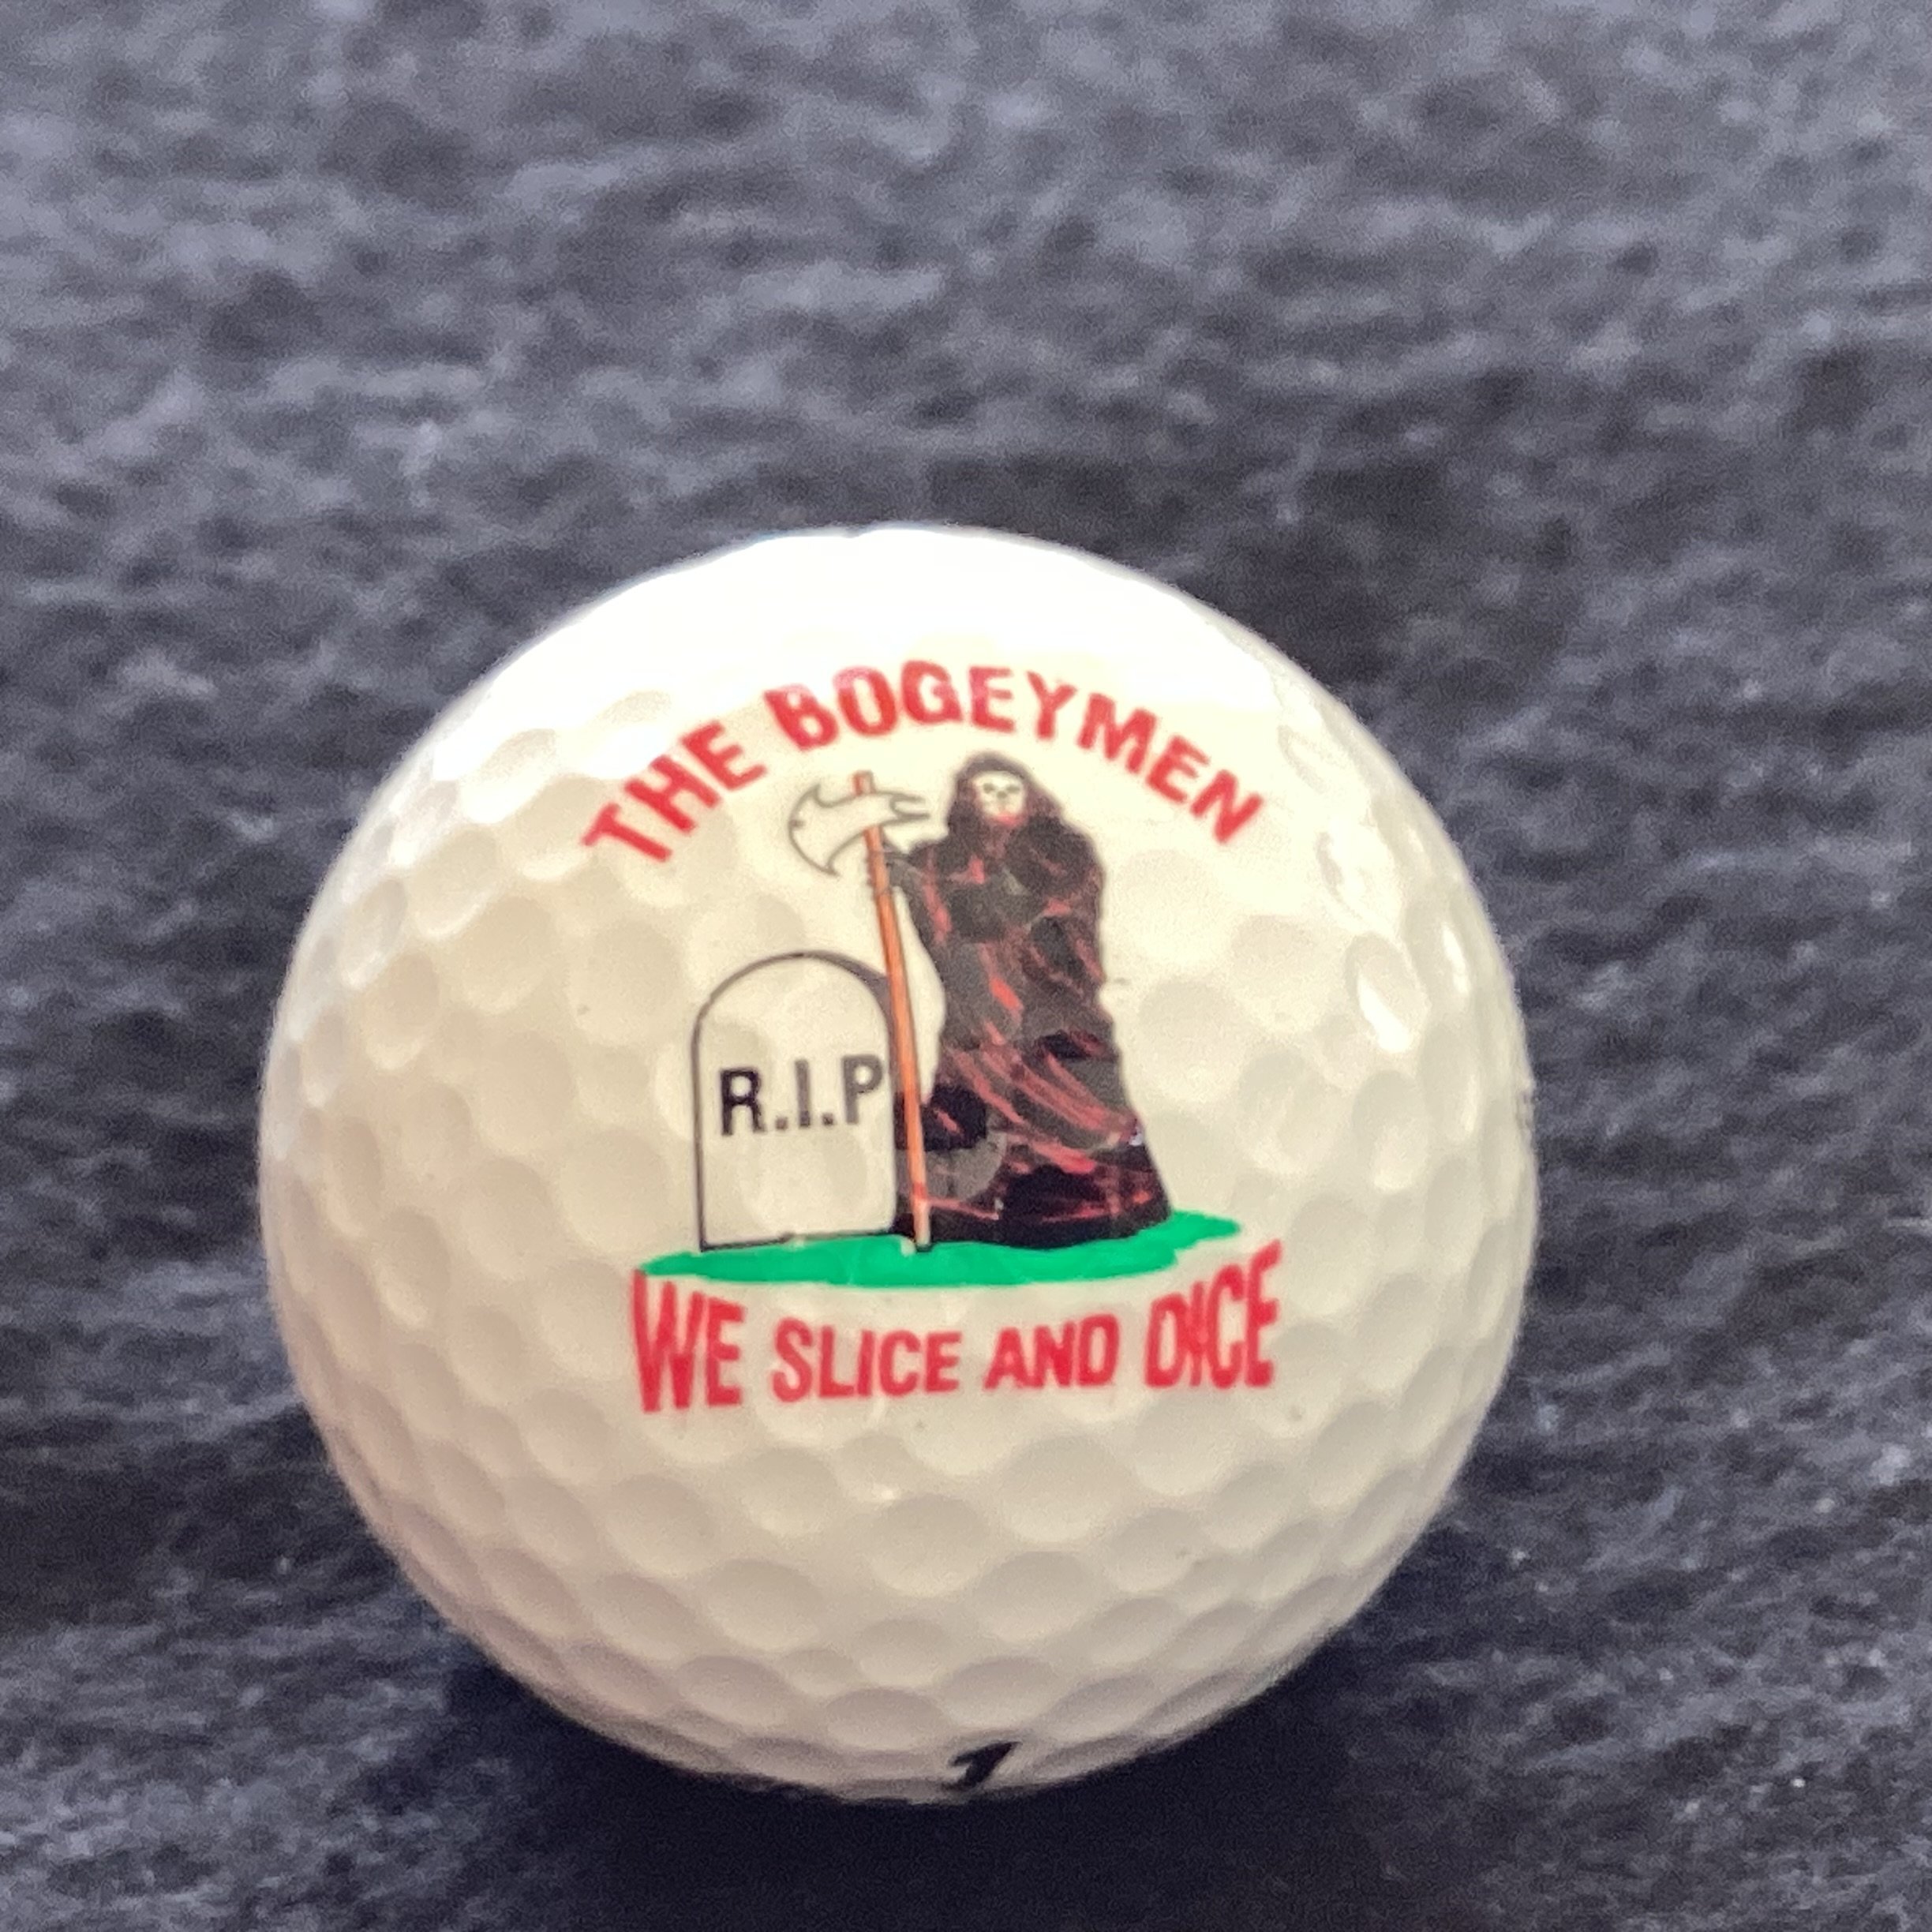 THE BOGEYMEN
R.I.P
WE SLICE AND DICE
1